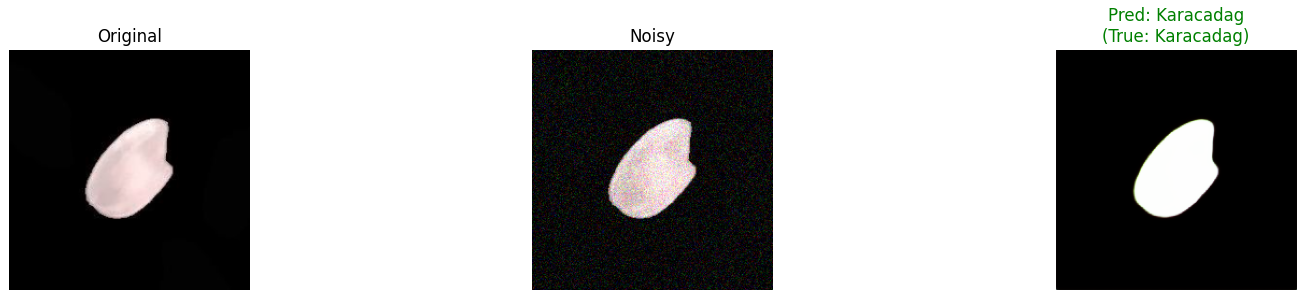 Original
Noisy
Pred: Karacadag
(True: Karacadag)